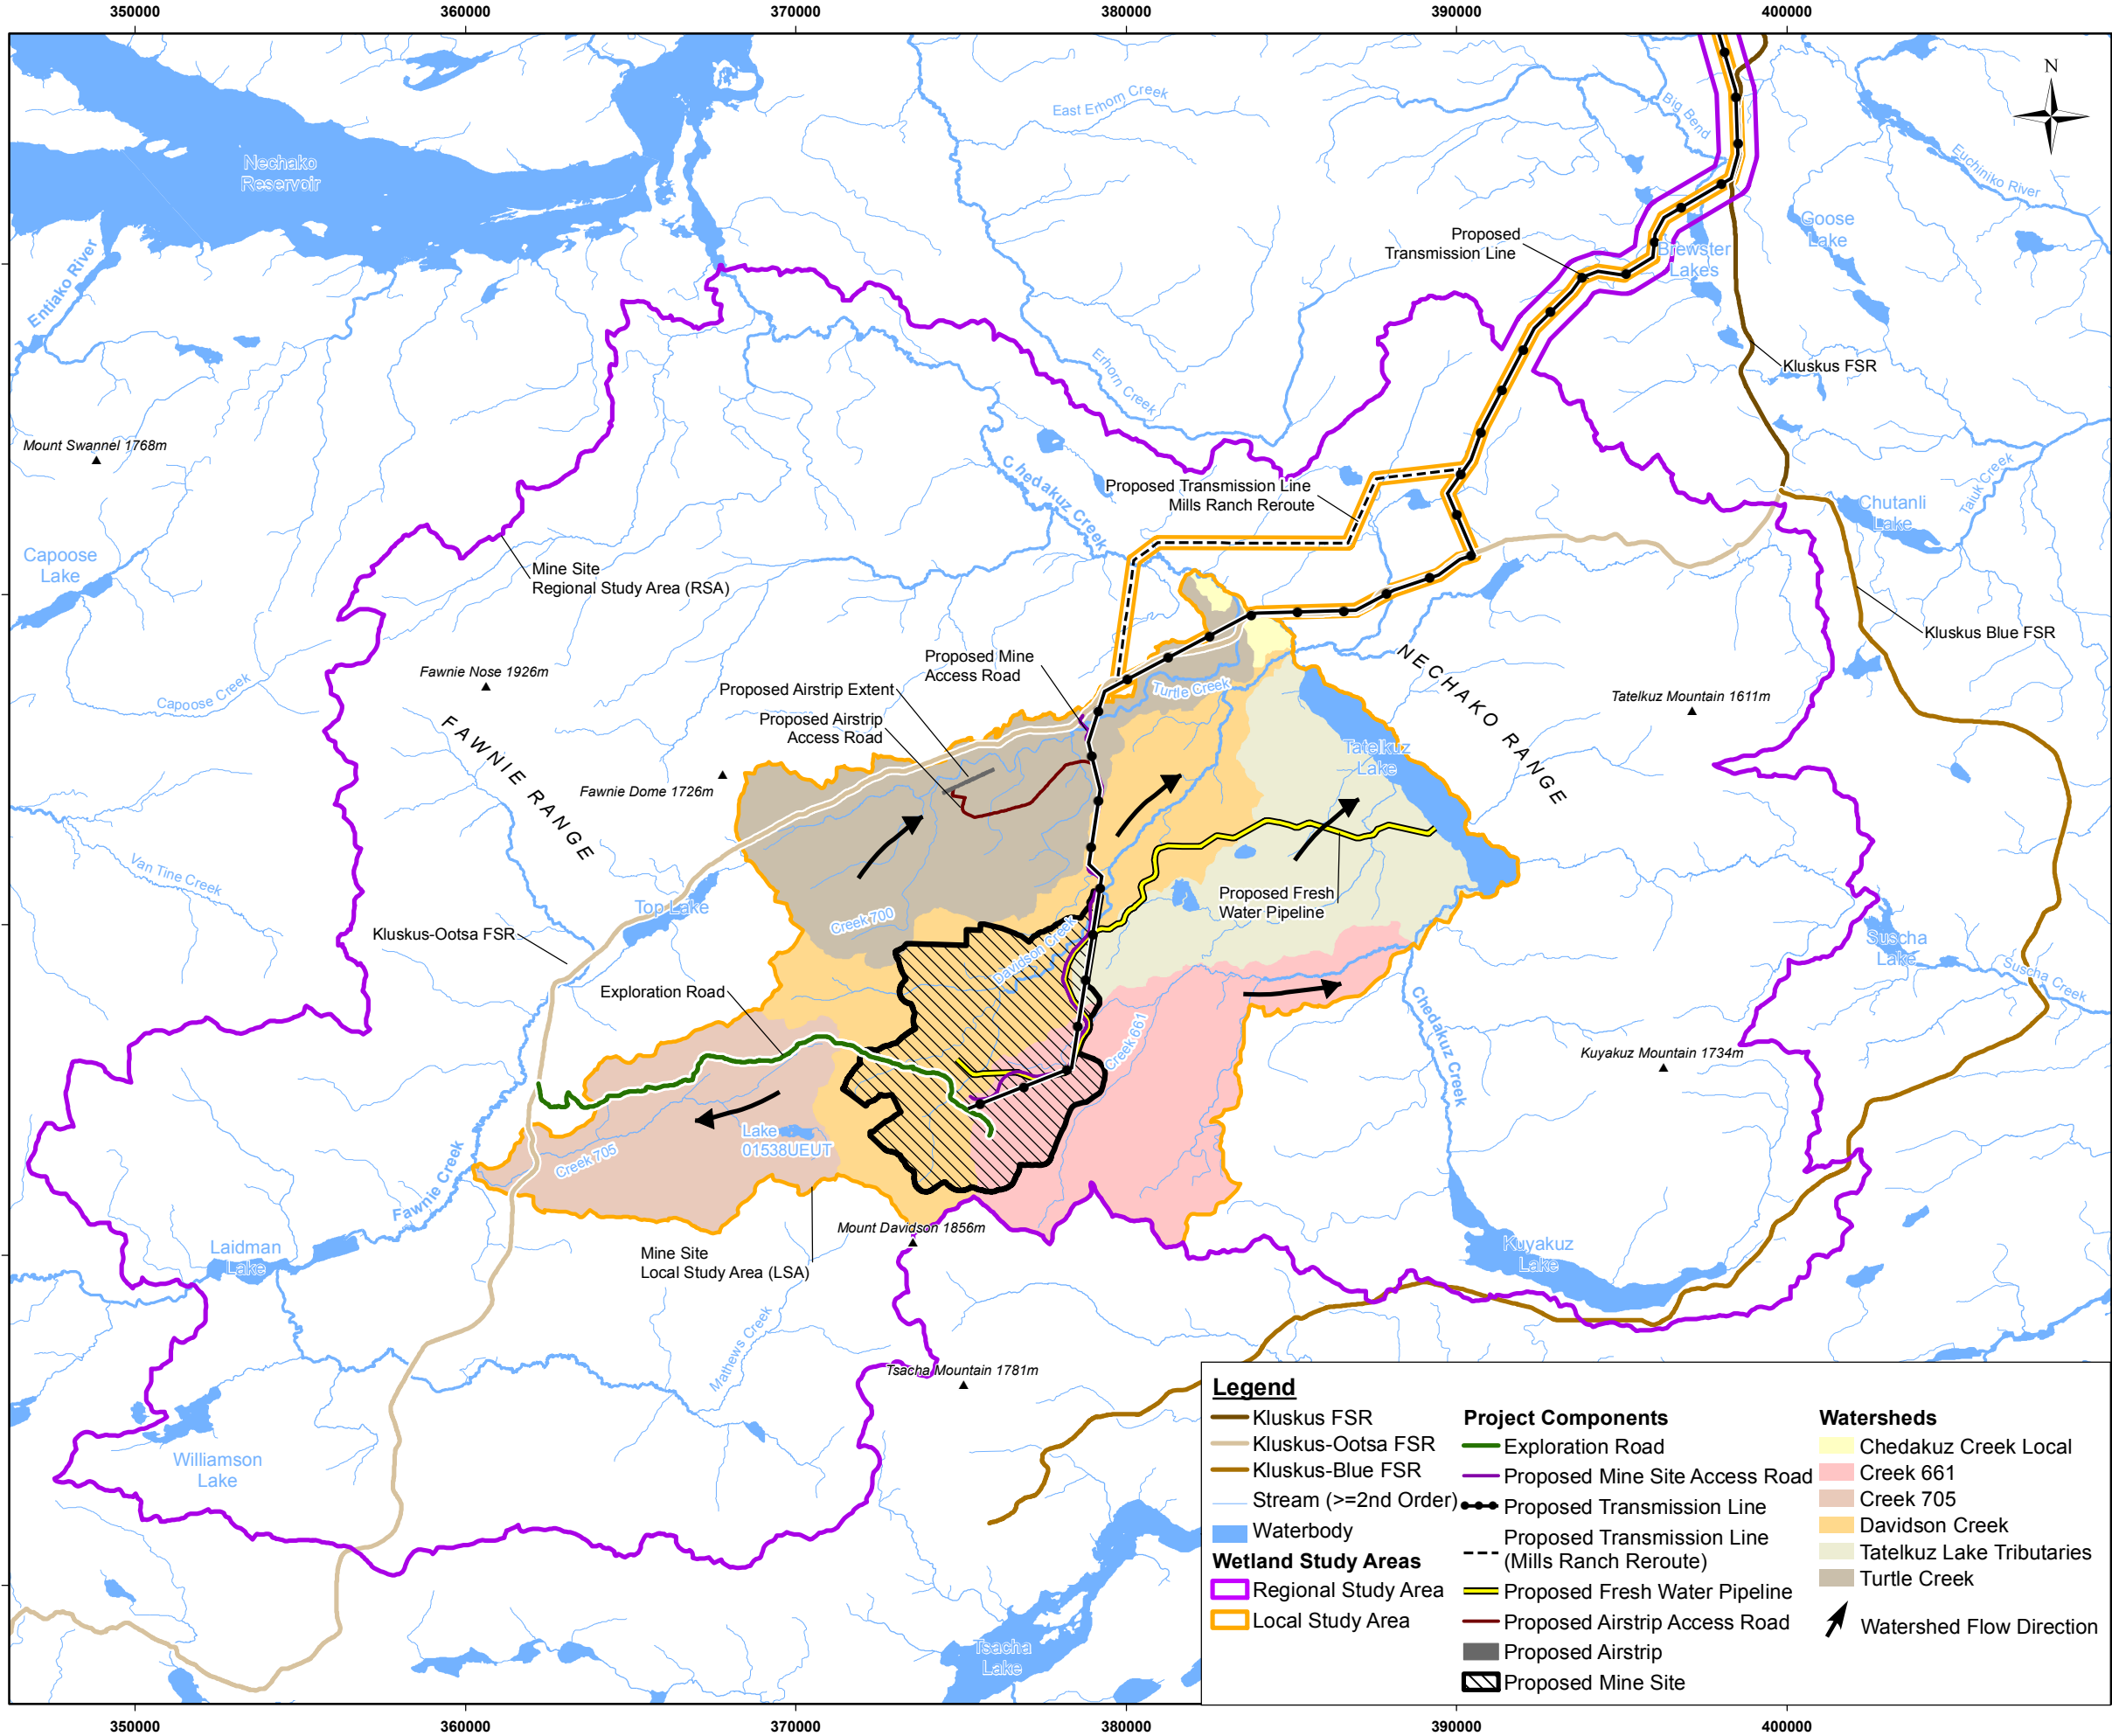 350000
360000
370000
380000
390000
400000
N
East Erhorn Creek
Big Bend
Euchiniko River
Nechako
Reservoir
Goose
Lake
Proposed
Transmission Line
Brewster
Lakes
Entiako River
Kluskus FSR
Erhorn Creek
Mount Swannel 1768m
Chedakuz Creek
Proposed Transmission Line
Mills Ranch Reroute
Taiuk Creek
Chutanli
Lake
Capoose
Lake
Mine Site
Regional Study Area (RSA)
Kluskus Blue FSR
Proposed Mine
Access Road
NECHAKO RANGE
Fawnie Nose 1926m
Capoose Creek
Proposed Airstrip Extent
Turtle Creek
Tatelkuz Mountain 1611m
Proposed Airstrip
Access Road
FAWNIE RANGE
Tatelkuz
Lake
Fawnie Dome 1726m
Van Tine Creek
Proposed Fresh
Water Pipeline
Top Lake
Creek 700
Kluskus-Ootsa FSR
Davidson Creek
Suscha
Lake
Suscha Creek
Exploration Road
Creek 661
Chedakuz Creek
Kuyakuz Mountain 1734m
Lake
01538UEUT
Creek 705
Fawnie Creek
Mount Davidson 1856m
Laidman
Lake
Mine Site
Local Study Area (LSA)
Kuyakuz
Lake
Mathews Creek
Tsacha Mountain 1781m
Williamson
Lake
Tsacha
Lake
Legend
Kluskus FSR
Kluskus-Ootsa FSR
Kluskus-Blue FSR
Stream (>=2nd Order)
Waterbody
Wetland Study Areas
Regional Study Area
Local Study Area
Project Components
Exploration Road
Proposed Mine Site Access Road
Proposed Transmission Line
Proposed Transmission Line
(Mills Ranch Reroute)
Proposed Fresh Water Pipeline
Proposed Airstrip Access Road
Proposed Airstrip
Proposed Mine Site
Watersheds
Chedakuz Creek Local
Creek 661
Creek 705
Davidson Creek
Tatelkuz Lake Tributaries
Turtle Creek
Watershed Flow Direction
350000
360000
370000
380000
390000
400000